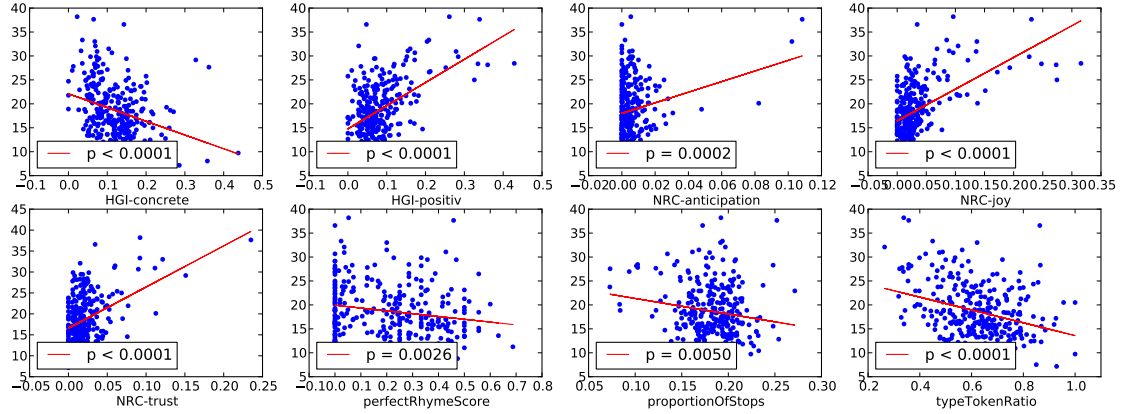 40
35
30
25
20
15
10
5
p < 0.0001
−0.1 0.0 0.1 0.2 0.3 0.4 0.5
HGI-concrete
40
35
30
25
20
15
10
5
p < 0.0001
−0.1 0.0 0.1 0.2 0.3 0.4 0.5
HGI-positiv
40
35
30
25
20
15
10
5
p = 0.0002
−0.02 0.00 0.02 0.04 0.06 0.08 0.10 0.12
NRC-anticipation
40
35
30
25
20
15
10
5
p < 0.0001
−0.05 0.00 0.05 0.10 0.15 0.20 0.25 0.30 0.35
NRC-joy
45
40
35
30
25
20
15
10
5
p < 0.0001
−0.05 0.00 0.05 0.10 0.15 0.20 0.25
NRC-trust
40
35
30
25
20
15
10
5
p = 0.0026
−0.1 0.0 0.1 0.2 0.3 0.4 0.5 0.6 0.7 0.8
perfectRhymeScore
40
35
30
25
20
15
10
5
p = 0.0050
0.05 0.10 0.15 0.20 0.25 0.30
proportionOfStops
40
35
30
25
20
15
10
5
p < 0.0001
0.2 0.4 0.6 0.8 1.0
typeTokenRatio